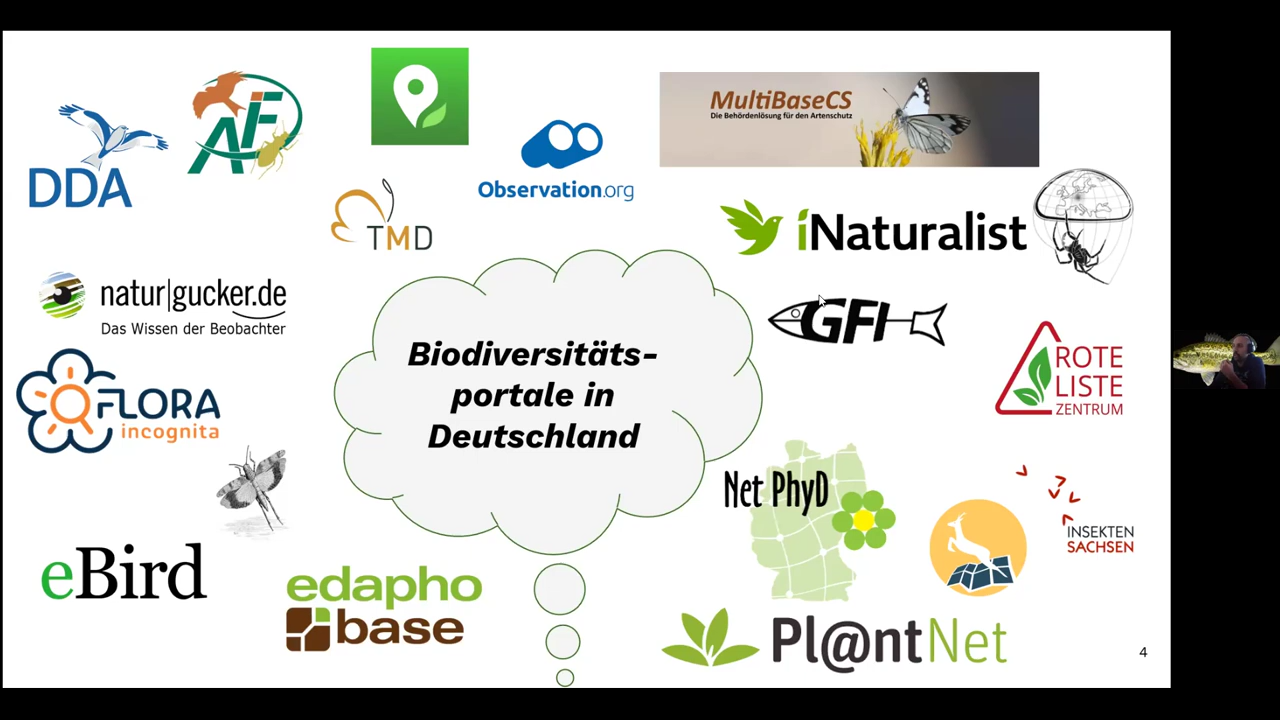 DDA
AF
TMD
Observation.org
MultiBaseCS
Die Behördenlösung für den Artenschutz
iNaturalist
natur|gucker.de
Das Wissen der Beobachter
GFI
ROTE
LISTE
ZENTRUM
Biodiversitäts-
portale in
Deutschland
FLORA
incognita
Net PhyD
INSEKTEN
SACHSEN
eBird
edapho
base
Pl@ntNet
4